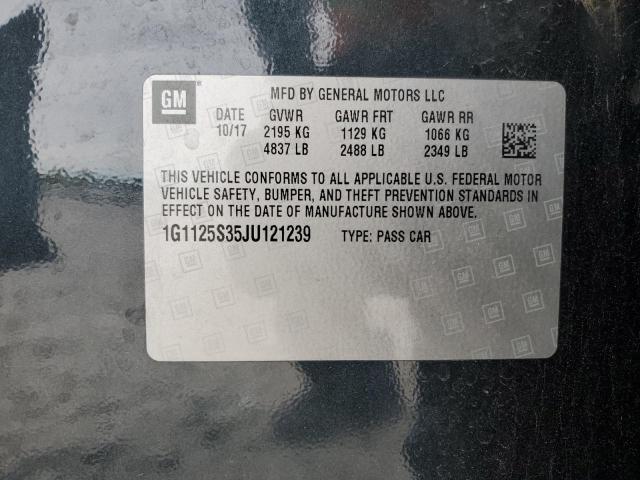 GM MFD BY GENERAL MOTORS LLC
DATE GVWR GAWR FRT GAWR RR
10/17 2195 KG 1129 KG 1066 KG
4837 LB 2488 LB 2349 LB
THIS VEHICLE CONFORMS TO ALL APPLICABLE U.S. FEDERAL MOTOR
VEHICLE SAFETY, BUMPER, AND THEFT PREVENTION STANDARDS IN
EFFECT ON THE DATE OF MANUFACTURE SHOWN ABOVE.
1G1125S35JU121239 TYPE: PASS CAR